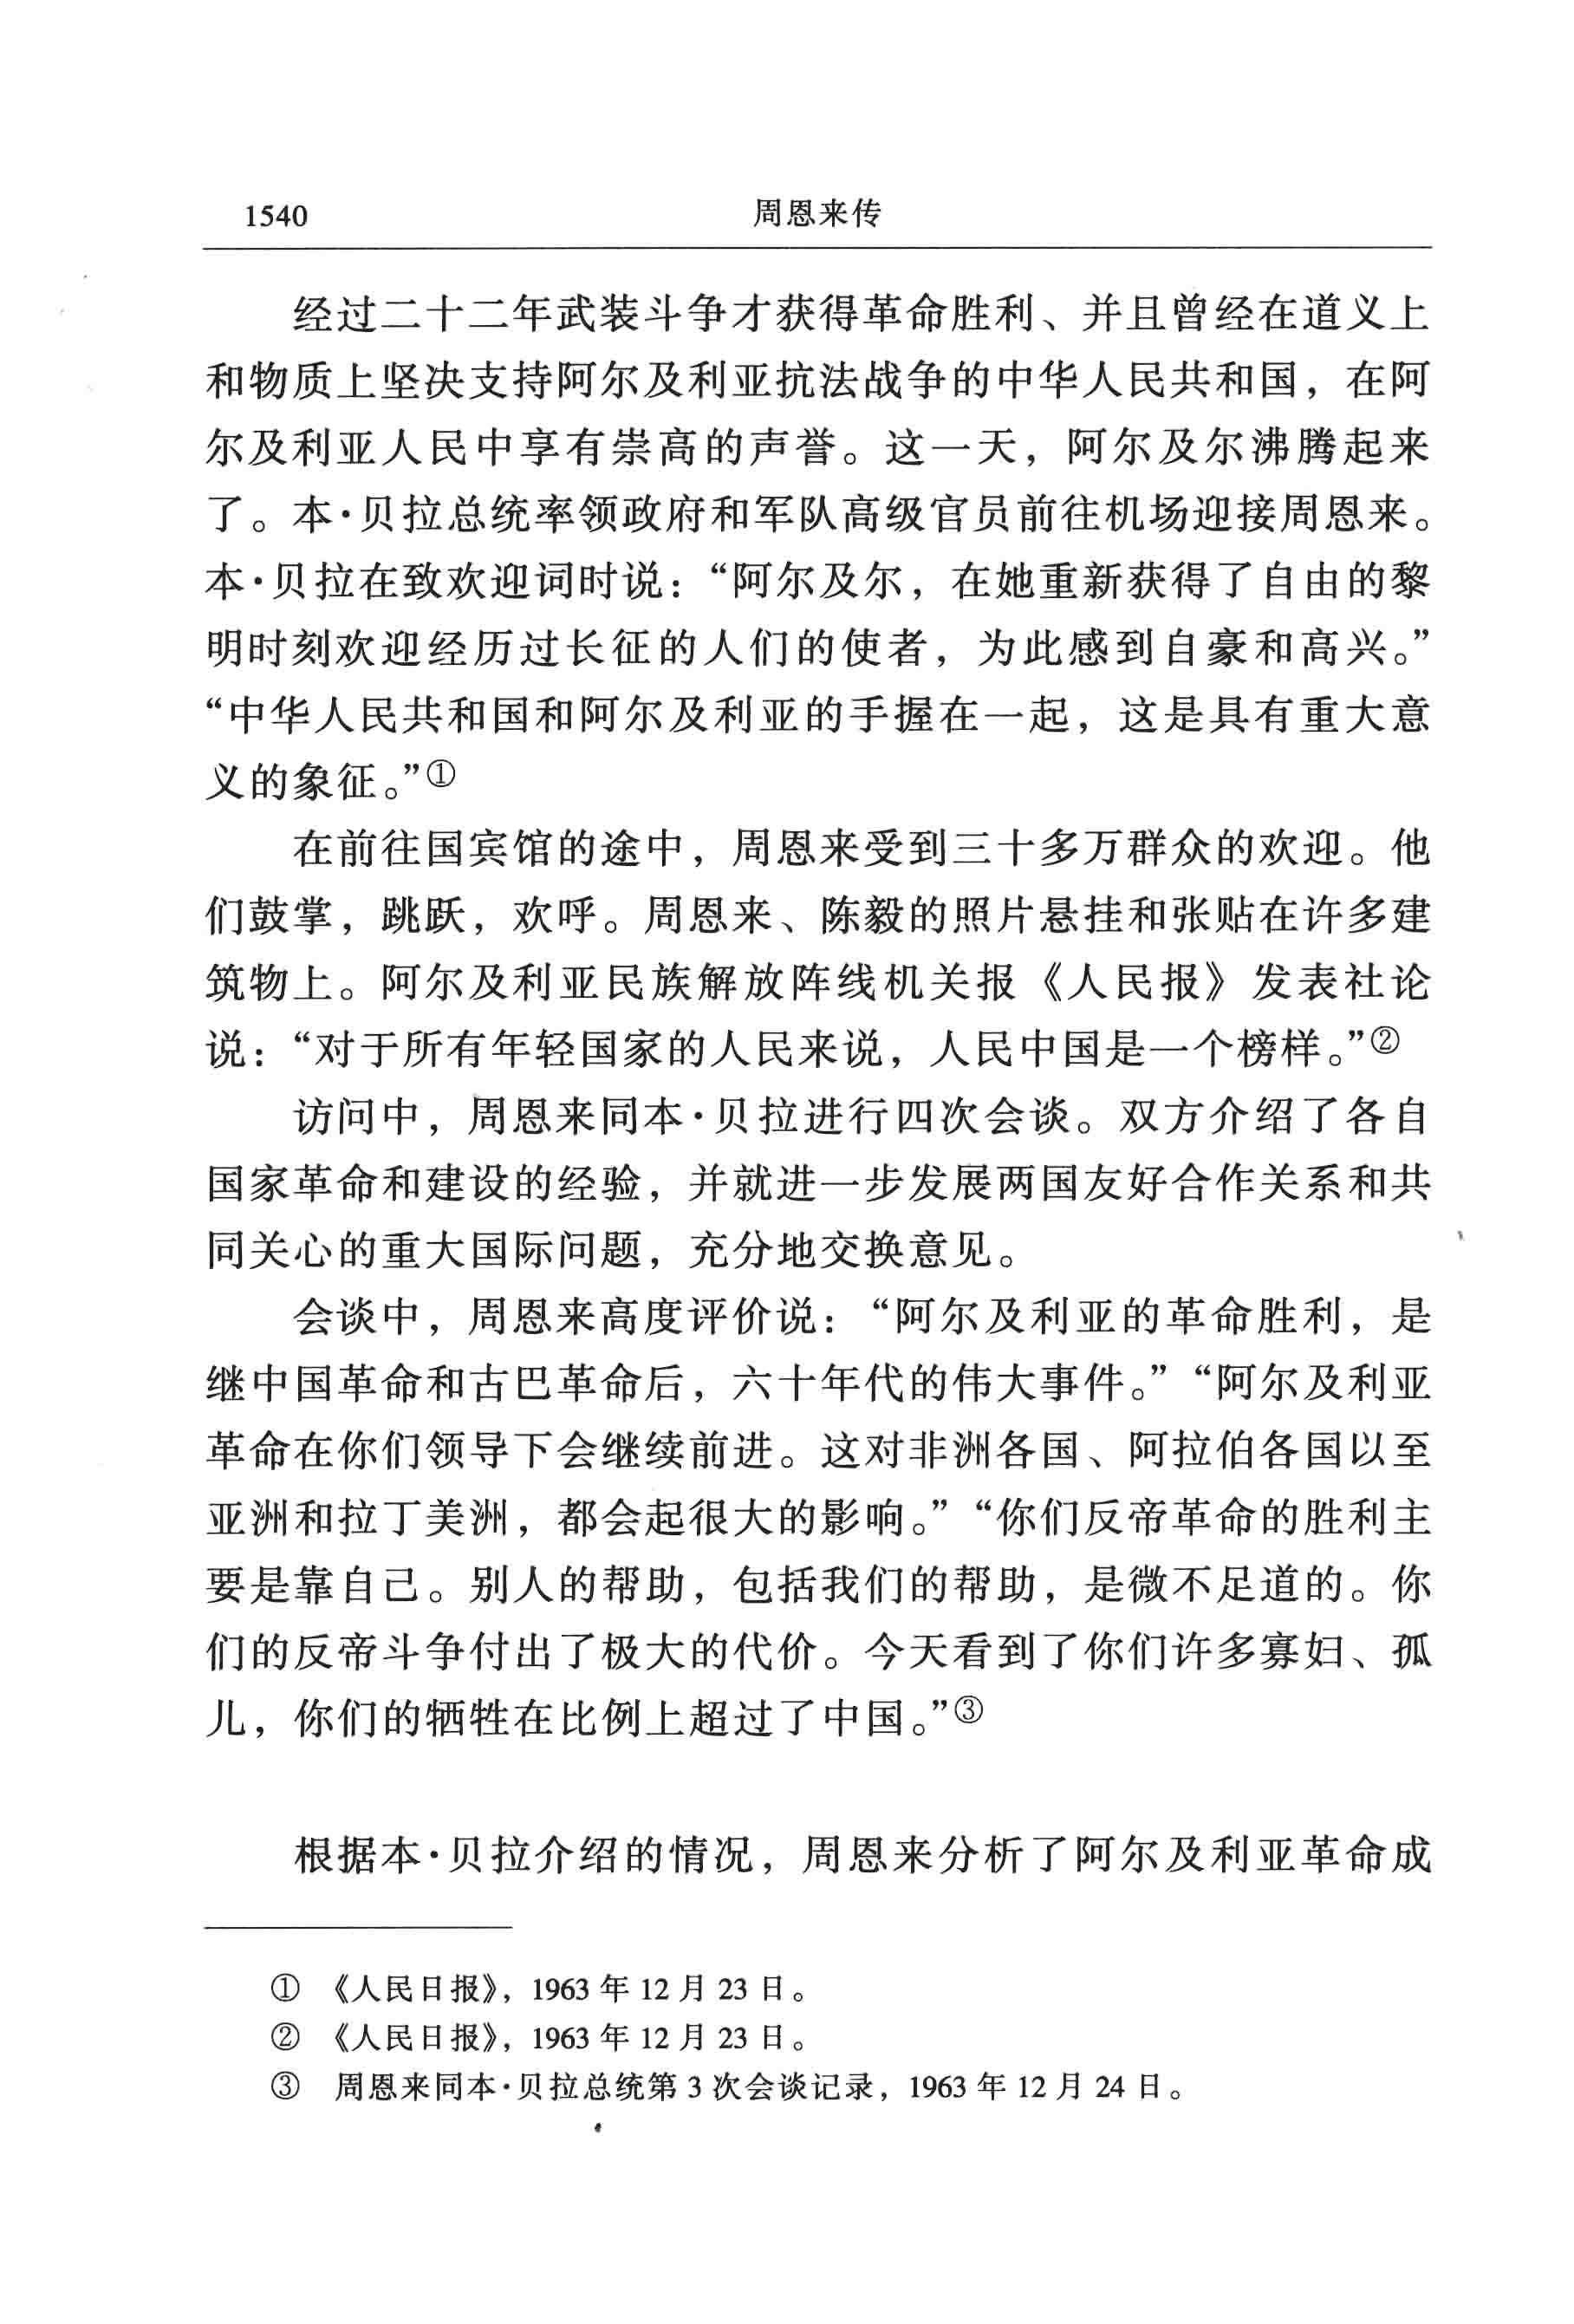 1540 周恩来传
经过二十二年武装斗争才获得革命胜利、并且曾经在道义上
和物质上坚决支持阿尔及利亚抗法战争的中华人民共和国，在阿
尔及利亚人民中享有崇高的声誉。这一天，阿尔及尔沸腾起来
了。本·贝拉总统率领政府和军队高级官员前往机场迎接周恩来。
本·贝拉在致欢迎词时说：“阿尔及尔，在她重新获得了自由的黎
明时刻欢迎经历过长征的人们的使者，为此感到自豪和高兴。”
“中华人民共和国和阿尔及利亚的手握在一起，这是具有重大意
义的象征。”①
在前往国宾馆的途中，周恩来受到三十多万群众的欢迎。他
们鼓掌，跳跃，欢呼。周恩来、陈毅的照片悬挂和张贴在许多建
筑物上。阿尔及利亚民族解放阵线机关报《人民报》发表社论
说：“对于所有年轻国家的人民来说，人民中国是一个榜样。”②
访问中，周恩来同本·贝拉进行四次会谈。双方介绍了各自
国家革命和建设的经验，并就进一步发展两国友好合作关系和共
同关心的重大国际问题，充分地交换意见。
会谈中，周恩来高度评价说：“阿尔及利亚的革命胜利，是
继中国革命和古巴革命后，六十年代的伟大事件。”“阿尔及利亚
革命在你们领导下会继续前进。这对非洲各国、阿拉伯各国以至
亚洲和拉丁美洲，都会起很大的影响。”“你们反帝革命的胜利主
要是靠自己。别人的帮助，包括我们的帮助，是微不足道的。你
们的反帝斗争付出了极大的代价。今天看到了你们许多寡妇、孤
儿，你们的牺牲在比例上超过了中国。”③
根据本·贝拉介绍的情况，周恩来分析了阿尔及利亚革命成
① 《人民日报》，1963 年 12 月 23 日。
② 《人民日报》，1963 年 12 月 23 日。
③ 周恩来同本·贝拉总统第 3 次会谈记录，1963 年 12 月 24 日。